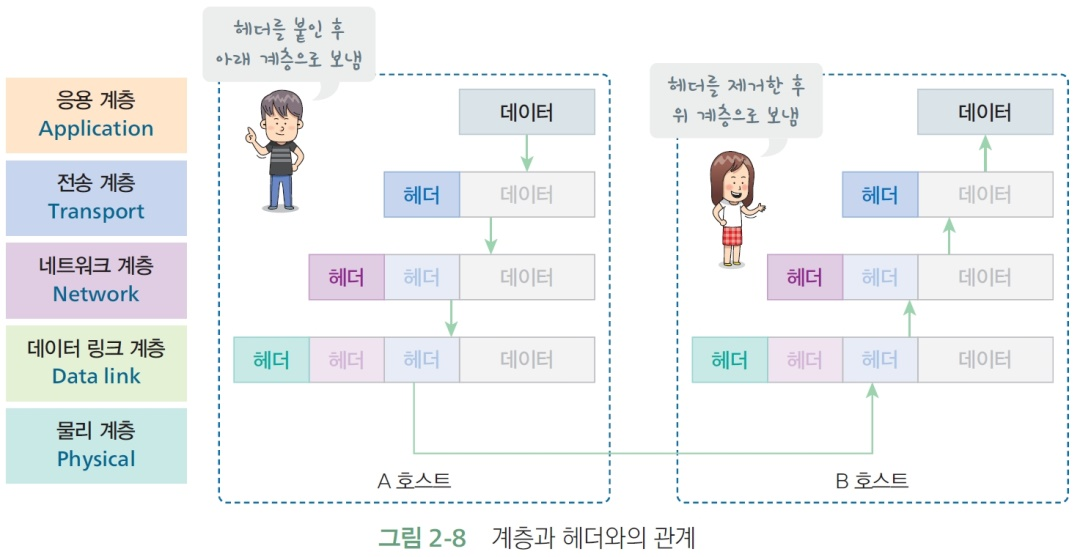 헤더를 붙인 후
아래 계층으로 보냄
헤더를 제거한 후
위 계층으로 보냄
응용 계층
Application
데이터
데이터
전송 계층
Transport
헤더 데이터
헤더 데이터
네트워크 계층
Network
헤더 헤더 데이터
헤더 헤더 데이터
데이터 링크 계층
Data link
헤더 헤더 헤더 데이터
헤더 헤더 헤더 데이터
물리 계층
Physical
A 호스트
B 호스트
그림 2-8 계층과 헤더와의 관계